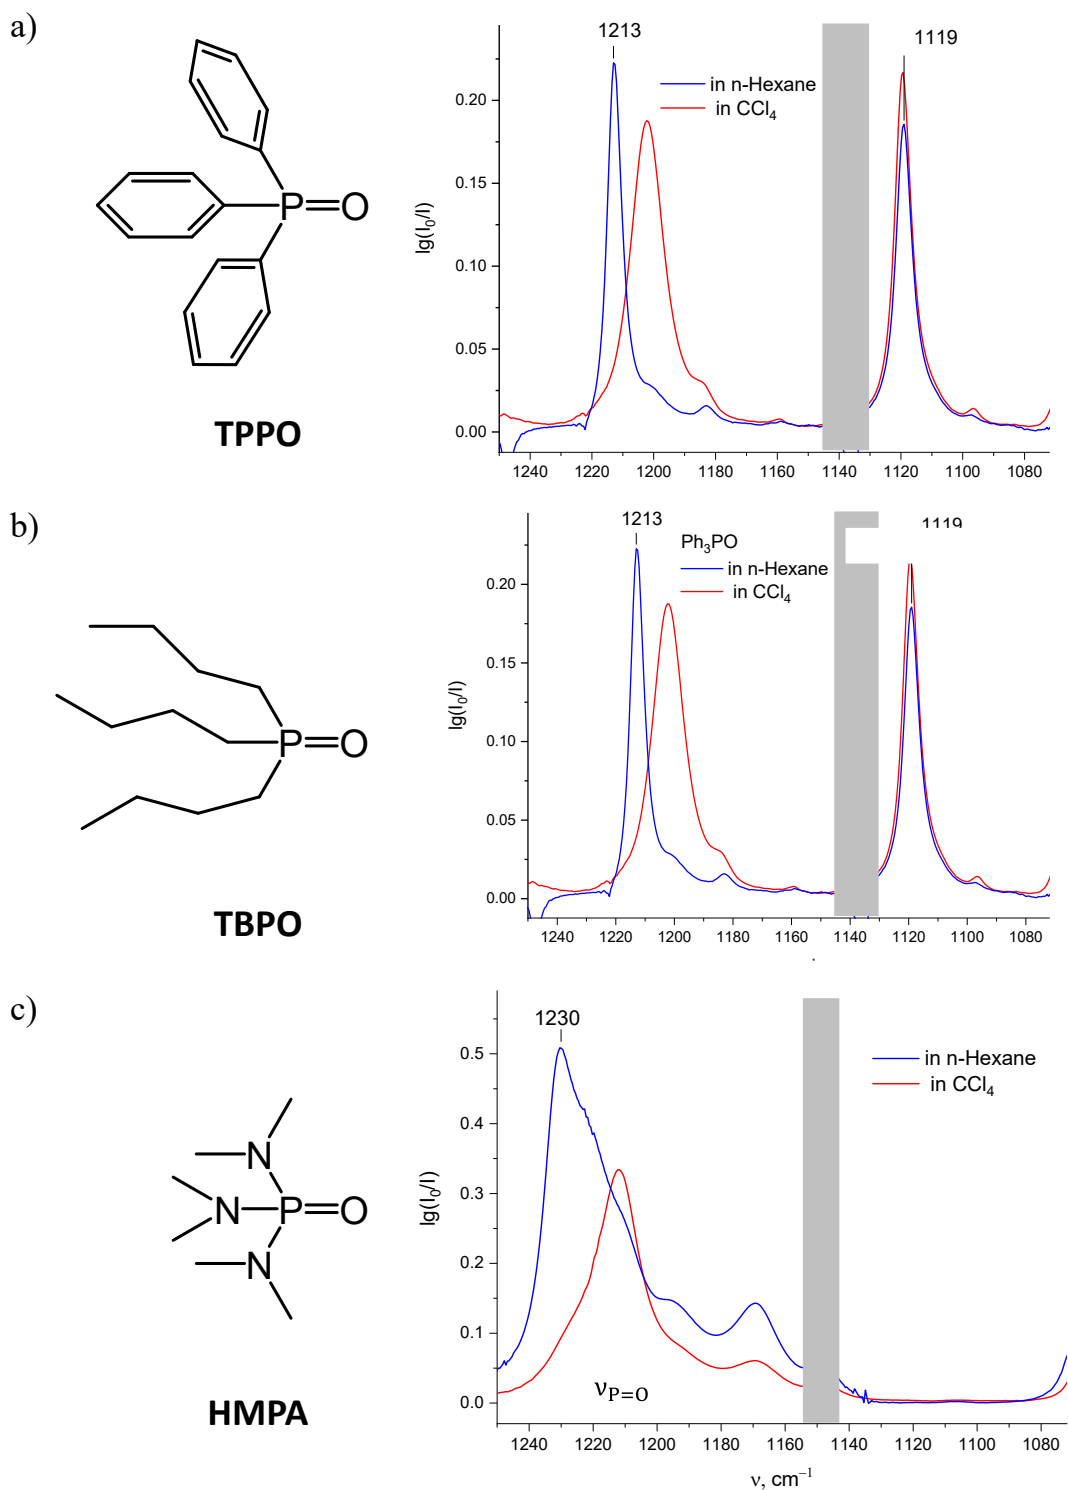 a)
P=O
TPPO
1213
1119
in n-Hexane
in CCl₄
lg(I₀/I)
0.20
0.15
0.10
0.05
0.00
1240 1220 1200 1180 1160 1140 1120 1100 1080
b)
P=O
TBPO
1213
1119
Ph₃PO
in n-Hexane
in CCl₄
lg(I₀/I)
0.20
0.15
0.10
0.05
0.00
1240 1220 1200 1180 1160 1140 1120 1100 1080
c)
N
N P=O
N
HMPA
1230
in n-Hexane
in CCl₄
lg(I₀/I)
0.5
0.4
0.3
0.2
0.1
0.0
νP=O
1240 1220 1200 1180 1160 1140 1120 1100 1080
ν, cm⁻¹